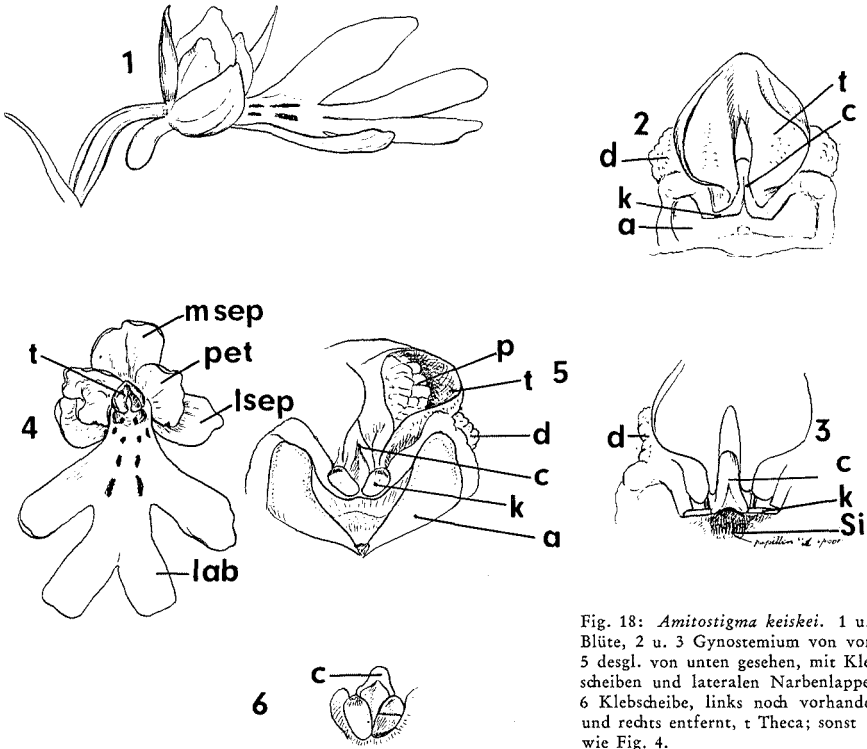 1
2
t
c
d
k
a
m sep
t
pet
lsep
4
lab
p
t
5
d
c
k
a
d
3
c
k
Si
6
c
Fig. 18: Amitostigma keiskei. 1 u.
Blüte, 2 u. 3 Gynostemium von vor
5 desgl. von unten gesehen, mit Kle
scheiben und lateralen Narbenlappe
6 Klebscheibe, links noch vorhande
und rechts entfernt, t Theca; sonst
wie Fig. 4.